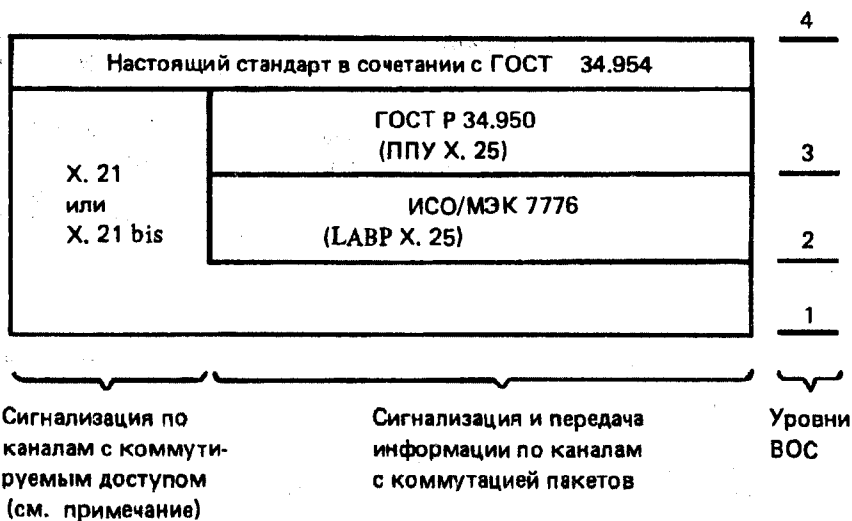 4
Настоящий стандарт в сочетании с ГОСТ 34.954
ГОСТ Р 34.950
(ППУ X. 25)
3
X. 21
или
X. 21 bis
ИСО/МЭК 7776
(LABP X. 25)
2
1
Сигнализация по
каналам с коммути-
руемым доступом
(см. примечание)
Сигнализация и передача
информации по каналам
с коммутацией пакетов
Уровни
ВОС